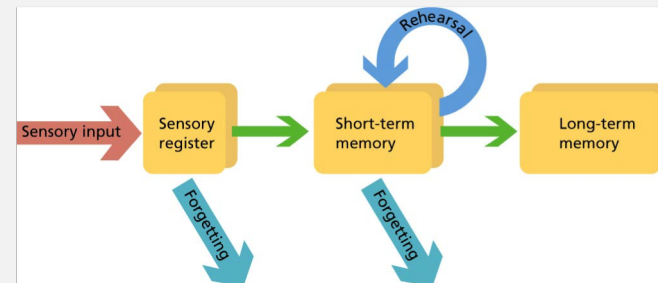 Rehearsal
Sensory input
Sensory
register
Short-term
memory
Long-term
memory
Forgetting
Forgetting